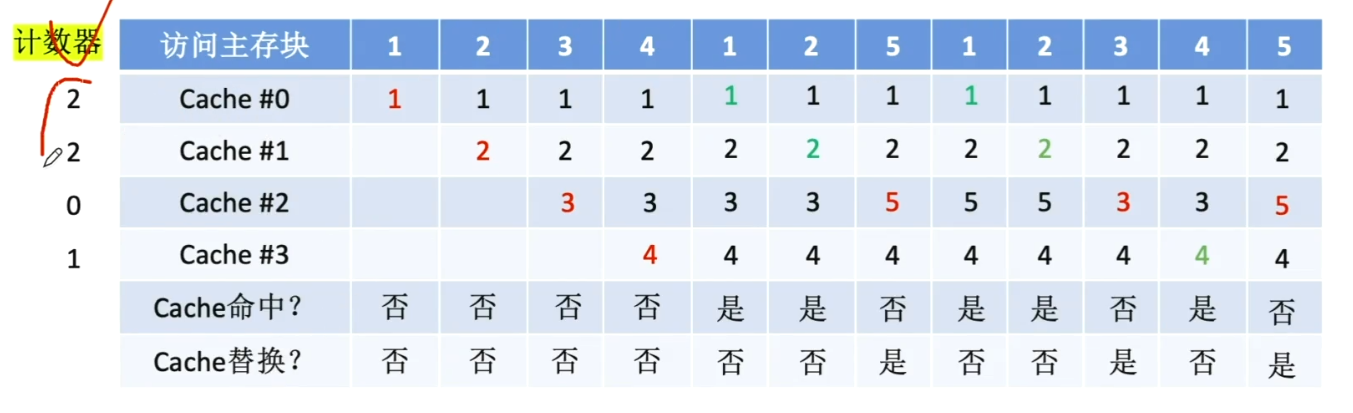 计数器 访问主存块 1 2 3 4 1 2 5 1 2 3 4 5
2 Cache #0 1 1 1 1 1 1 1 1 1 1 1 1
2 Cache #1 2 2 2 2 2 2 2 2 2 2 2
0 Cache #2 3 3 3 3 5 5 5 3 3 5
1 Cache #3 4 4 4 4 4 4 4 4 4
Cache命中？ 否 否 否 否 是 是 否 是 是 否 是 否
Cache替换？ 否 否 否 否 否 否 是 否 否 是 否 是